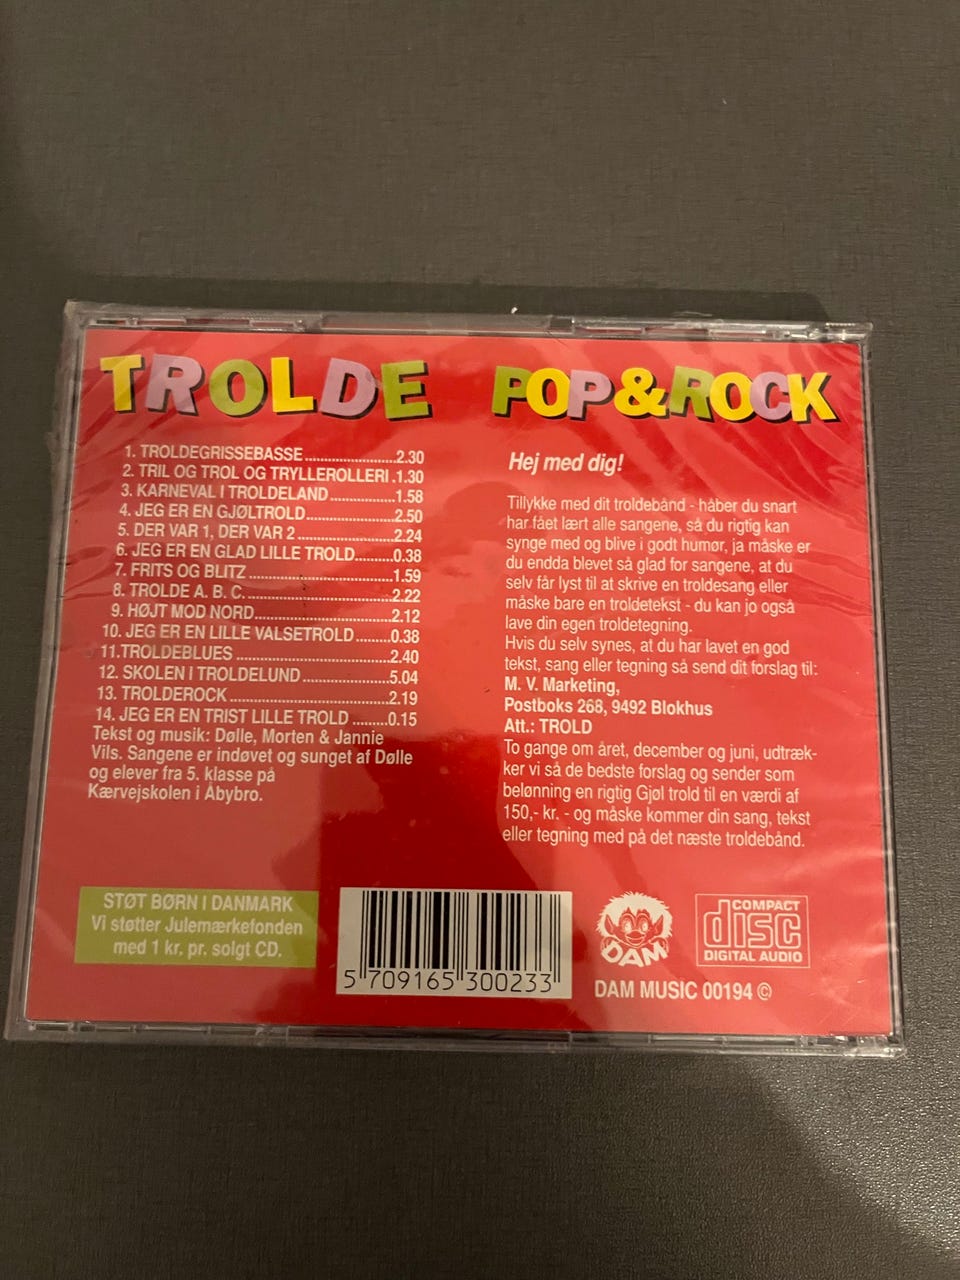 TROLDE POP&ROCK
1. TROLDEGRISSEBASSE..........................2.30
2. TRIL OG TROL OG TRYLLEROLLERI.1.30
3. KARNEVAL I TROLDELAND..............1.58
4. JEG ER EN GJØLTROLD...................2.50
5. DER VAR 1, DER VAR 2....................2.24
6. JEG ER EN GLAD LILLE TROLD........0.38
7. FRITS OG BLITZ..............................1.59
8. TROLDE A. B. C...............................2.22
9. HØJT MOD NORD............................2.12
10. JEG ER EN LILLE VALSETROLD.......0.38
11.TROLDEBLUES................................2.40
12. SKOLEN I TROLDELUND..................5.04
13. TROLDEROCK................................2.19
14. JEG ER EN TRIST LILLE TROLD.......0.15
Tekst og musik: Dølle, Morten & Jannie
Vils. Sangene er indøvet og sunget af Dølle
og elever fra 5. klasse på
Kærvejskolen i Åbybro.
Hej med dig!
Tillykke med dit troldebånd - håber du snart
har fået lært alle sangene, så du rigtig kan
synge med og blive i godt humør, ja måske er
du endda blevet så glad for sangene, at du
selv får lyst til at skrive en troldesang eller
måske bare en troldetekst - du kan jo også
lave din egen troldetegning.
Hvis du selv synes, at du har lavet en god
tekst, sang eller tegning så send dit forslag til:
M. V. Marketing,
Postboks 268, 9492 Blokhus
Att.: TROLD
To gange om året, december og juni, udtræk-
ker vi så de bedste forslag og sender som
belønning en rigtig Gjøl trold til en værdi af
150,- kr. - og måske kommer din sang, tekst
eller tegning med på det næste troldebånd.
STØT BØRN I DANMARK
Vi støtter Julemærkefonden
med 1 kr. pr. solgt CD.
5 709165 300233
DAM
COMPACT
disc
DIGITAL AUDIO
DAM MUSIC 00194 ©